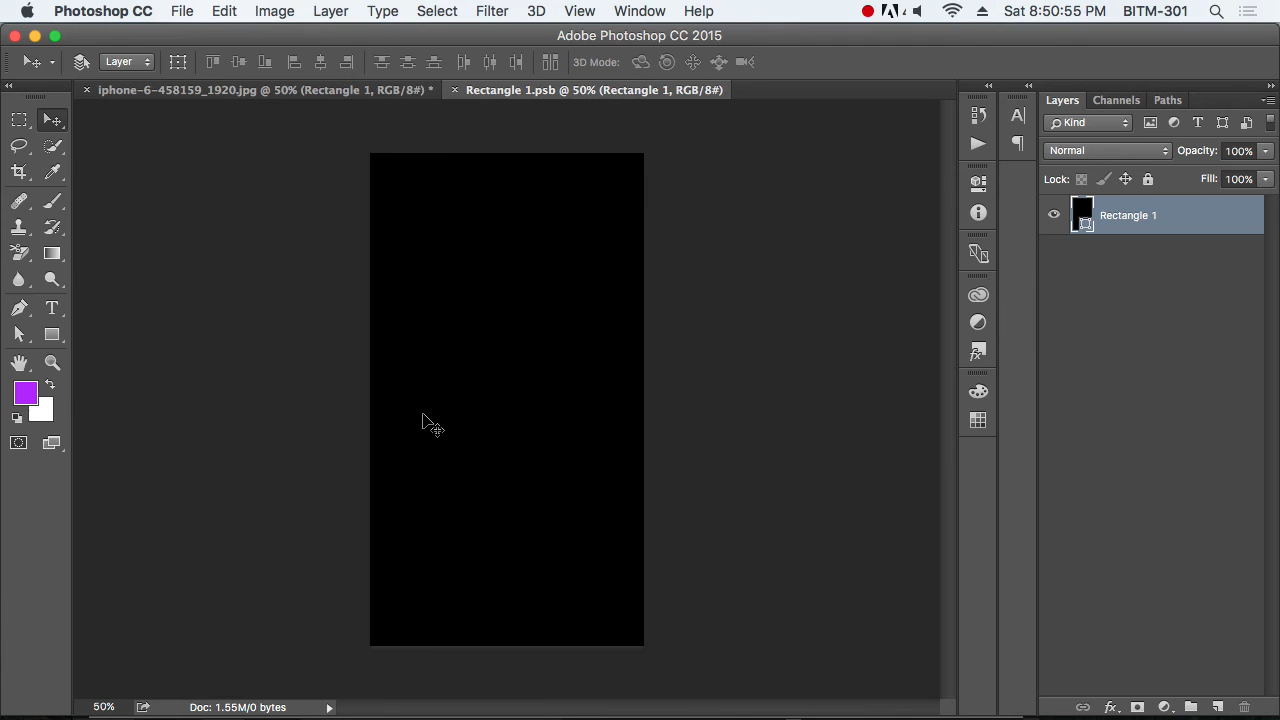 Photoshop CC File Edit Image Layer Type Select Filter 3D View Window Help Sat 8:50:55 PM BITM-301
Adobe Photoshop CC 2015
Layer 3D Mode:
iphone-6-458159_1920.jpg @ 50% (Rectangle 1, RGB/8#) * Rectangle 1.psb @ 50% (Rectangle 1, RGB/8#)
Layers Channels Paths
Kind
Normal Opacity: 100%
Lock: Fill: 100%
Rectangle 1
50% Doc: 1.55M/0 bytes